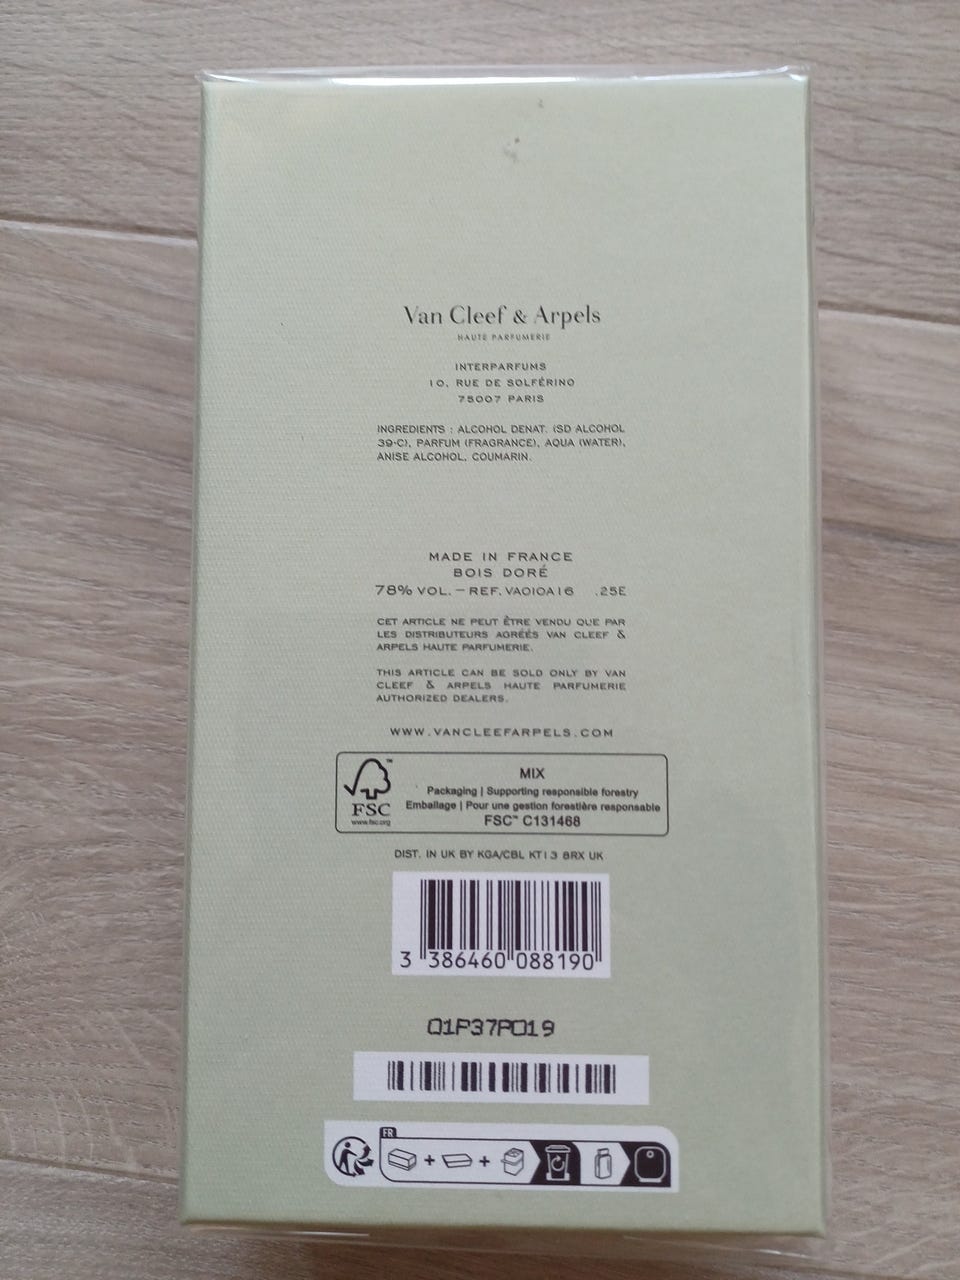 Van Cleef & Arpels
HAUTE PARFUMERIE
INTERPARFUMS
10, RUE DE SOLFÉRINO
75007 PARIS
INGREDIENTS : ALCOHOL DENAT. (SD ALCOHOL
39-C), PARFUM (FRAGRANCE), AQUA (WATER),
ANISE ALCOHOL, COUMARIN.
MADE IN FRANCE
BOIS DORÉ
78% VOL. – REF. VA010A16 .25E
CET ARTICLE NE PEUT ÊTRE VENDU QUE PAR
LES DISTRIBUTEURS AGRÉÉS VAN CLEEF &
ARPELS HAUTE PARFUMERIE.
THIS ARTICLE CAN BE SOLD ONLY BY VAN
CLEEF & ARPELS HAUTE PARFUMERIE
AUTHORIZED DEALERS.
WWW.VANCLEEFARPELS.COM
FSC
www.fsc.org
MIX
Packaging | Supporting responsible forestry
Emballage | Pour une gestion forestière responsable
FSC™ C131468
DIST. IN UK BY KGA/CBL KT13 8RX UK
3 386460 088190
01P37P019
FR